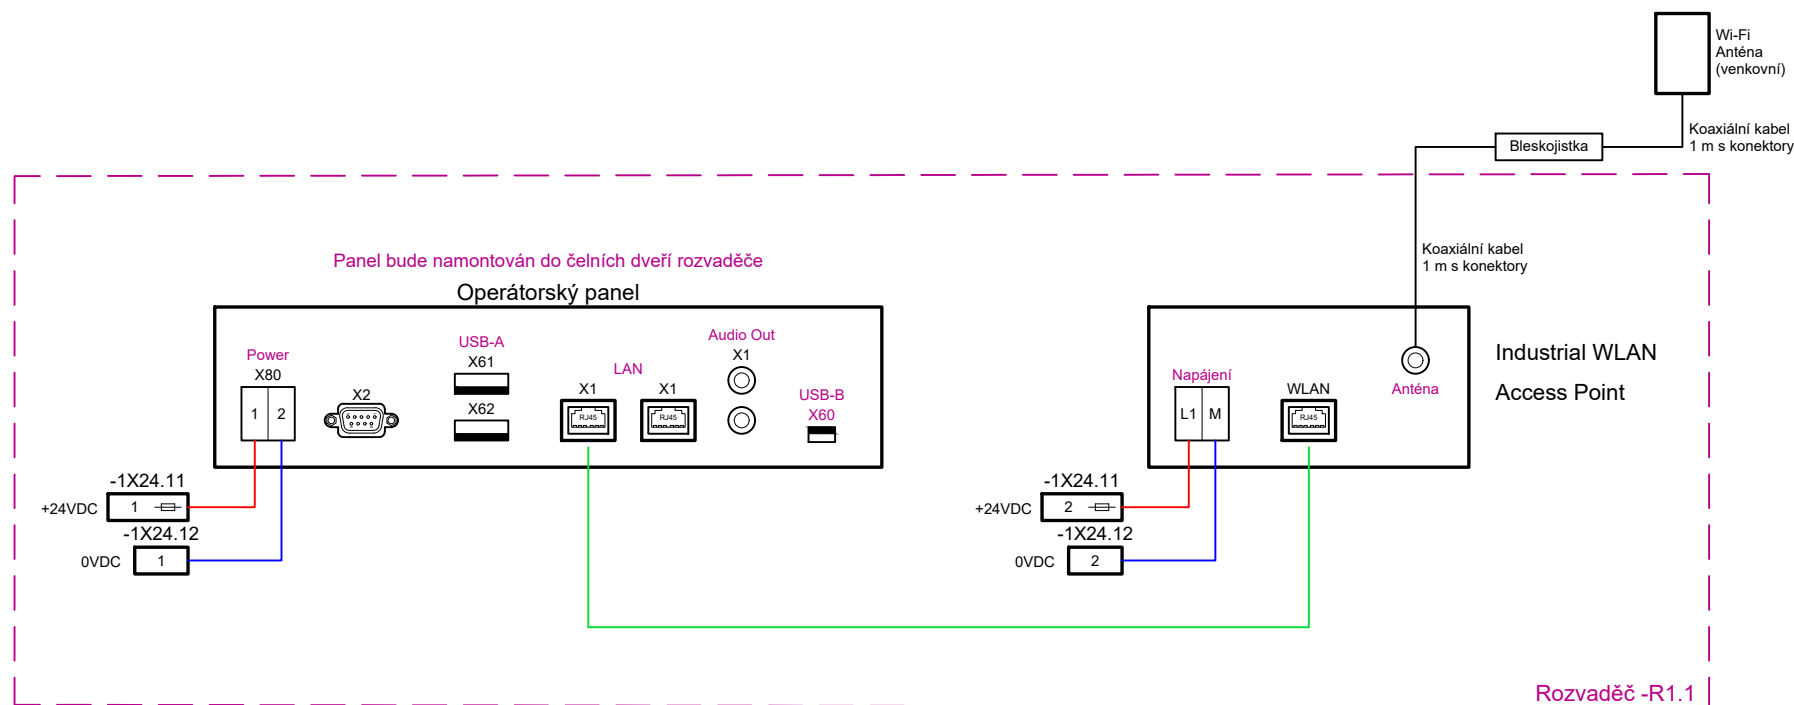 Wi-Fi
Anténa
(venkovní)
Koaxiální kabel
1 m s konektory
Bleskojistka
Koaxiální kabel
1 m s konektory
Panel bude namontován do čelních dveří rozvaděče
Operátorský panel
Power
X80
1 2
X2
USB-A
X61
X62
LAN
X1 X1
RJ45 RJ45
Audio Out
X1
USB-B
X60
-1X24.11
+24VDC 1
-1X24.12
0VDC 1
Industrial WLAN
Access Point
Napájení
L1 M
WLAN
RJ45
Anténa
-1X24.11
+24VDC 2
-1X24.12
0VDC 2
Rozvaděč -R1.1